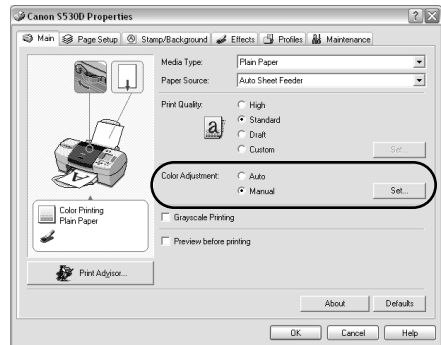 Canon S530D Properties
Main Page Setup Stamp/Background Effects Profiles Maintenance
Media Type: Plain Paper
Paper Source: Auto Sheet Feeder
Print Quality: High
Standard
Draft
Custom Set...
Color Adjustment: Auto
Manual Set...
Color Printing
Plain Paper
Grayscale Printing
Preview before printing
Print Advisor...
About Defaults
OK Cancel Help